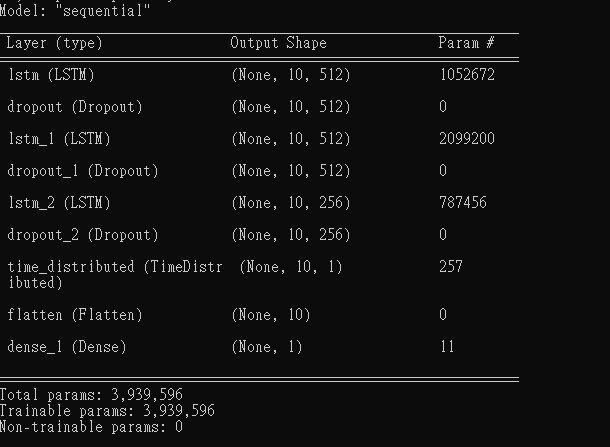 Model: "sequential"
Layer (type) Output Shape Param #
lstm (LSTM) (None, 10, 512) 1052672
dropout (Dropout) (None, 10, 512) 0
lstm_1 (LSTM) (None, 10, 512) 2099200
dropout_1 (Dropout) (None, 10, 512) 0
lstm_2 (LSTM) (None, 10, 256) 787456
dropout_2 (Dropout) (None, 10, 256) 0
time_distributed (TimeDistr (None, 10, 1) 257
ibuted)
flatten (Flatten) (None, 10) 0
dense_1 (Dense) (None, 1) 11
Total params: 3,939,596
Trainable params: 3,939,596
Non-trainable params: 0